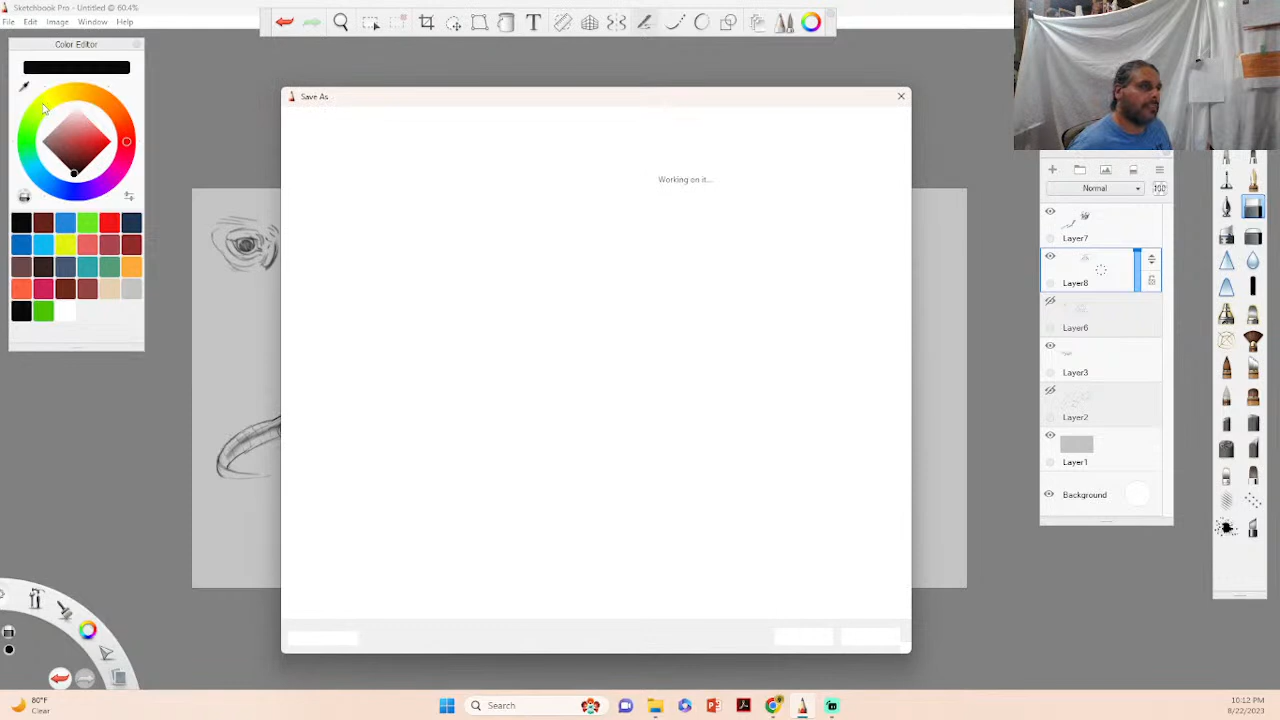 Sketchbook Pro - Untitled @ 60.4%
File Edit Image Window Help
Color Editor
Save As
Working on it...
Normal
100
Layer7
Layer8
Layer6
Layer3
Layer2
Layer1
Background
80°F
Clear
Search
10:12 PM
8/22/2023